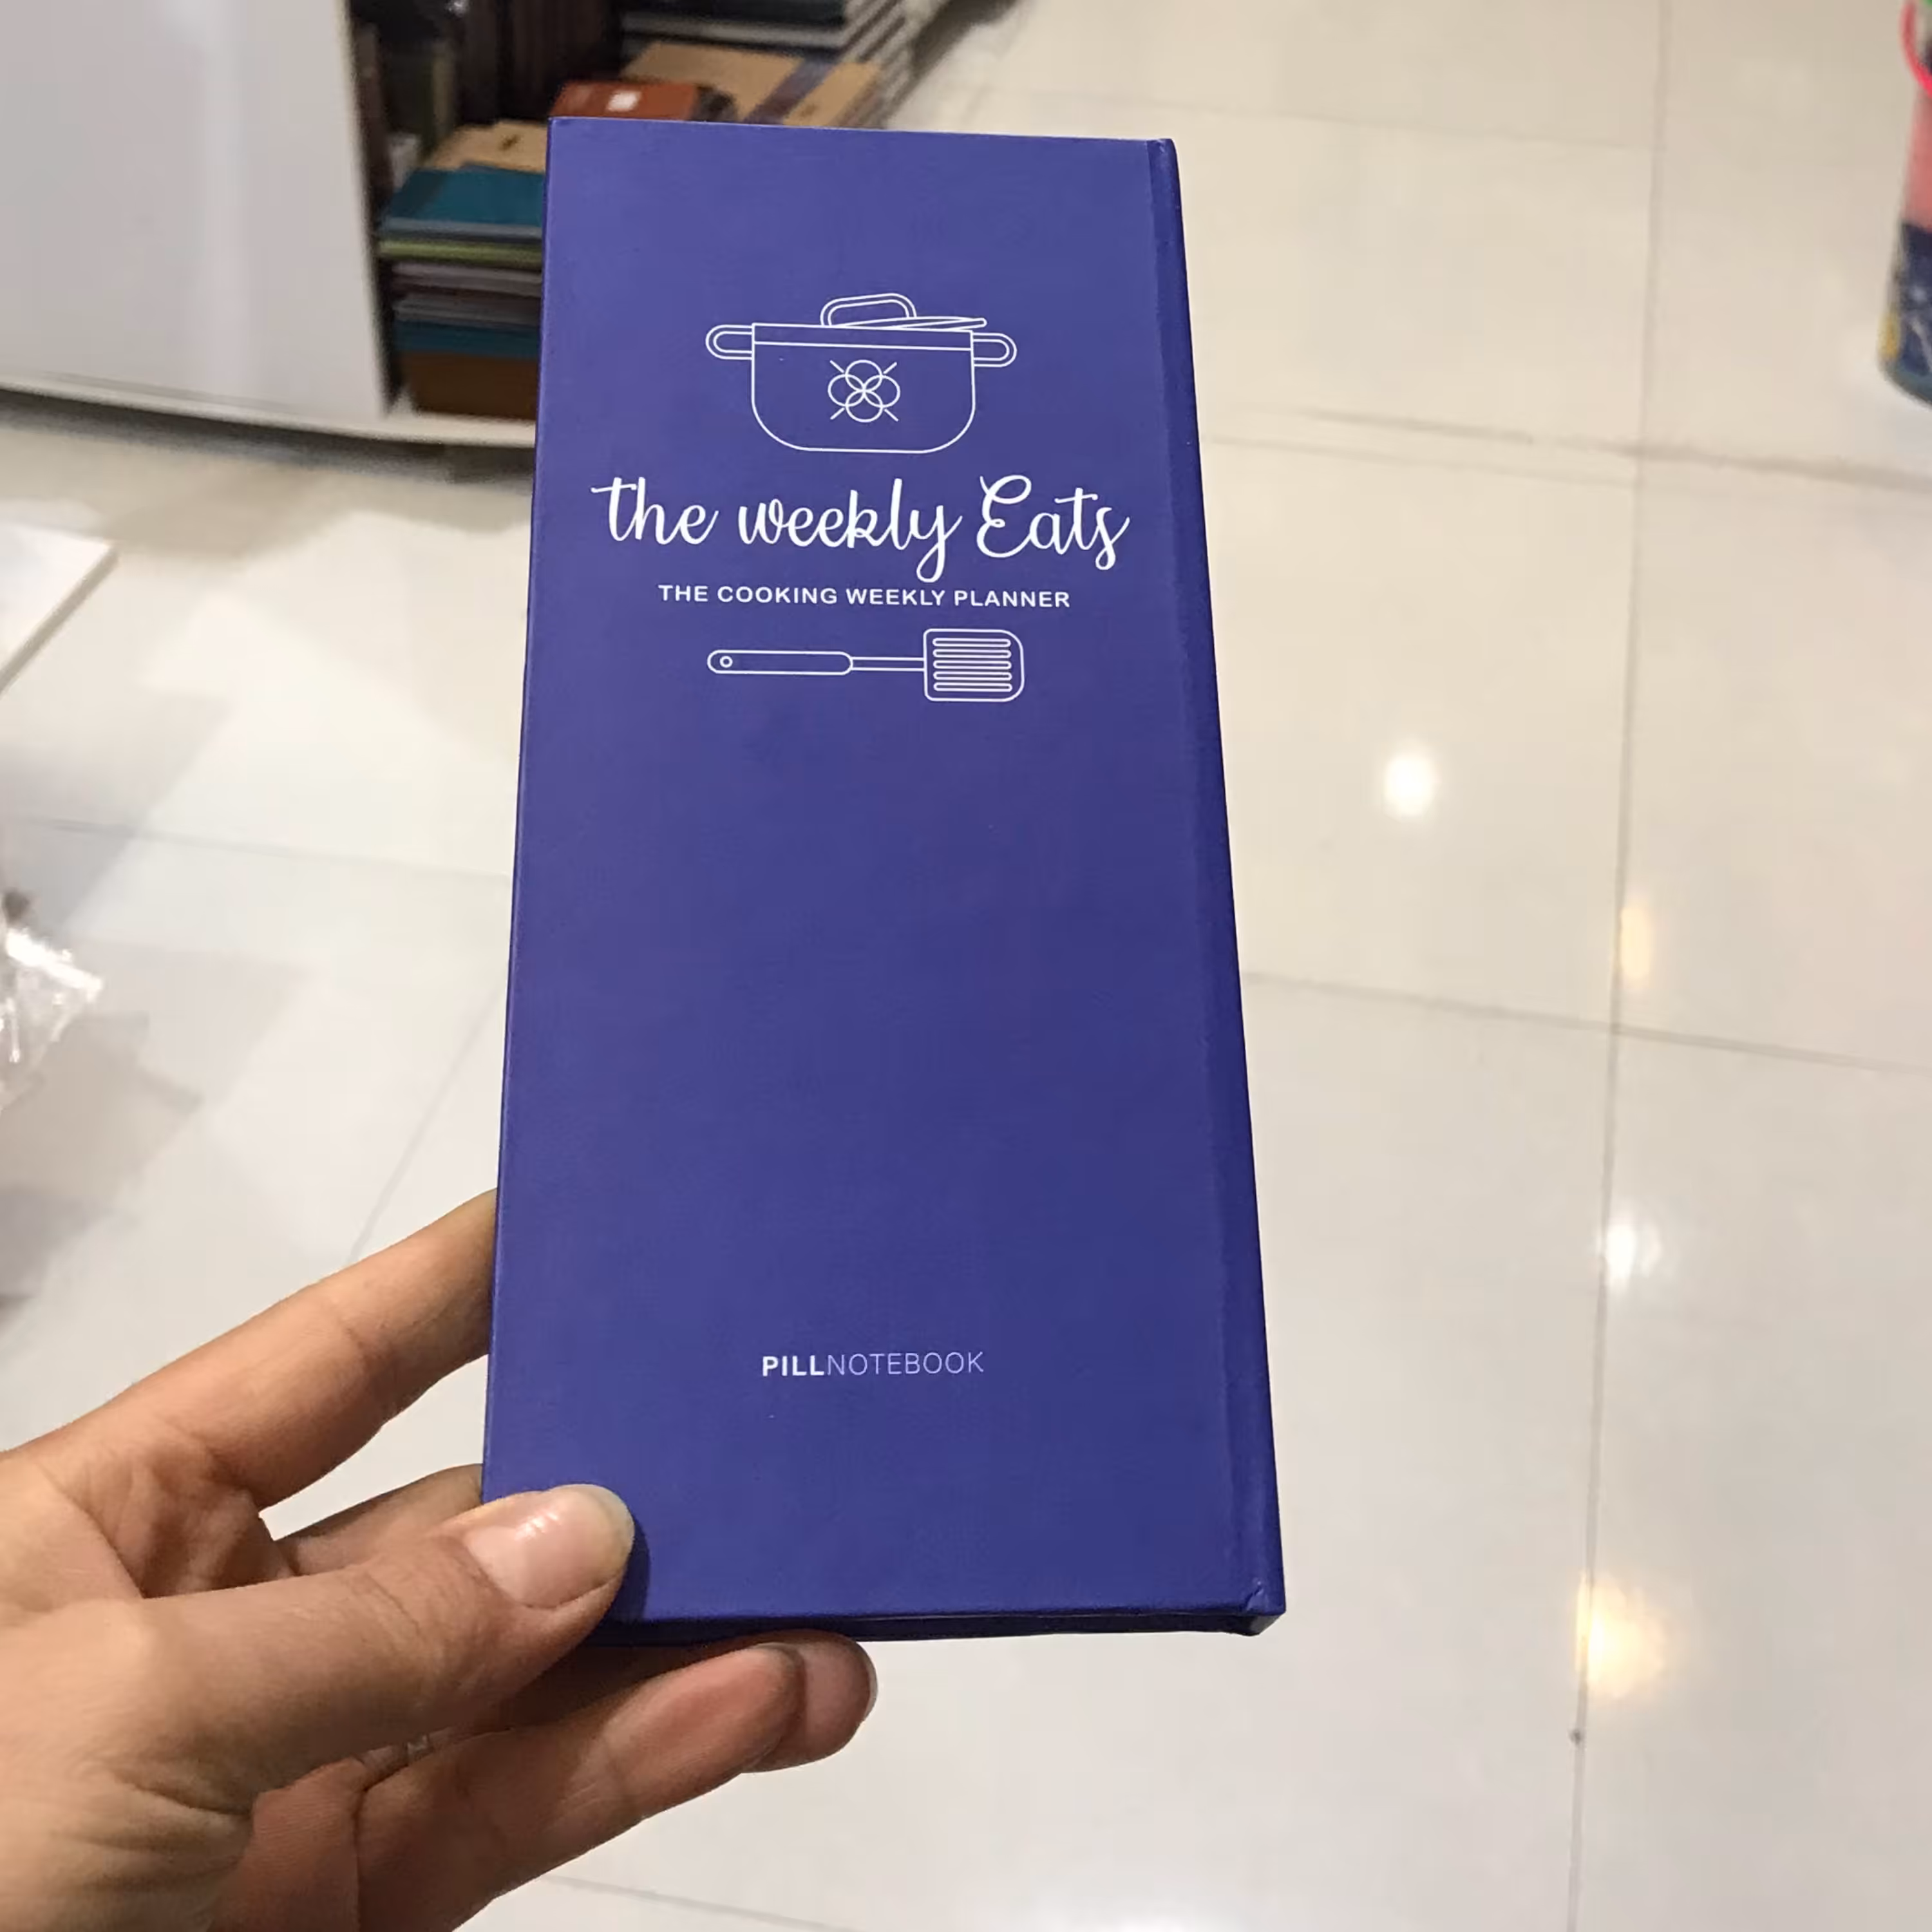 the weekly Eats
THE COOKING WEEKLY PLANNER
PILLNOTEBOOK